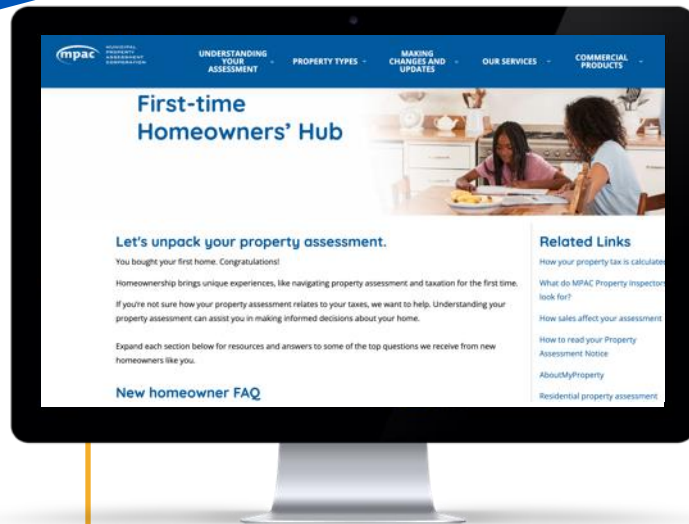 mpac
MUNICIPAL
PROPERTY
ASSESSMENT
CORPORATION
UNDERSTANDING
YOUR
ASSESSMENT
PROPERTY TYPES
MAKING
CHANGES AND
UPDATES
OUR SERVICES
COMMERCIAL
PRODUCTS
First-time
Homeowners' Hub
Let's unpack your property assessment.
You bought your first home. Congratulations!
Homeownership brings unique experiences, like navigating property assessment and taxation for the first time.
If you're not sure how your property assessment relates to your taxes, we want to help. Understanding your
property assessment can assist you in making informed decisions about your home.
Expand each section below for resources and answers to some of the top questions we receive from new
homeowners like you.
New homeowner FAQ
Related Links
How your property tax is calculated
What do MPAC Property Inspectors
look for?
How sales affect your assessment
How to read your Property
Assessment Notice
AboutMyProperty
Residential property assessment